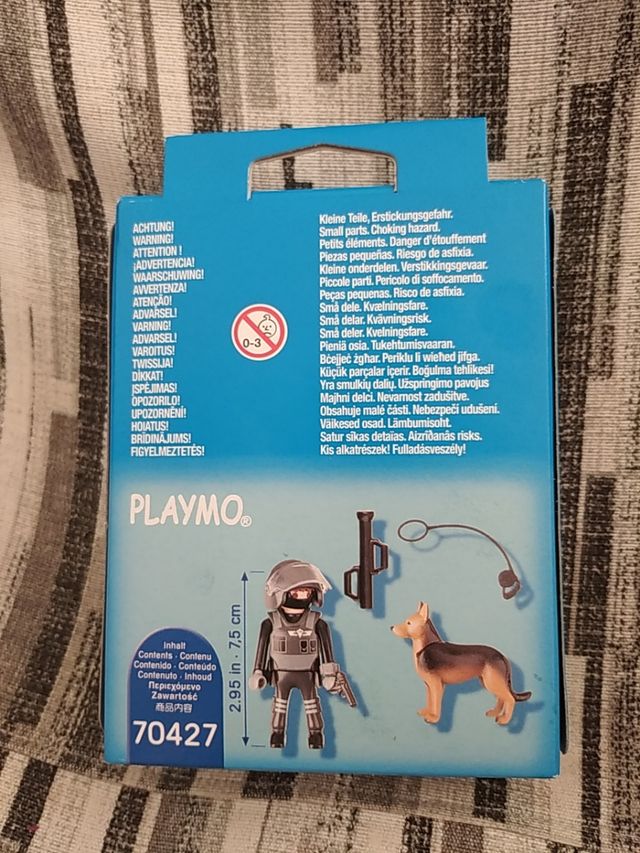 ACHTUNG!
WARNING!
ATTENTION !
¡ADVERTENCIA!
WAARSCHUWING!
AVVERTENZA!
ATENÇÃO!
ADVARSEL!
VARNING!
ADVARSEL!
VAROITUS!
TWISSIJA!
DİKKAT!
ĮSPĖJIMAS!
OPOZORILO!
UPOZORNĚNÍ!
HOIATUS!
BRĪDINĀJUMS!
FIGYELMEZTETÉS!
Kleine Teile, Erstickungsgefahr.
Small parts. Choking hazard.
Petits éléments. Danger d'étouffement
Piezas pequeñas. Riesgo de asfixia.
Kleine onderdelen. Verstikkingsgevaar.
Piccole parti. Pericolo di soffocamento.
Peças pequenas. Risco de asfixia.
Små dele. Kvælningsfare.
Små delar. Kvävningsrisk.
Små deler. Kvelningsfare.
Pieniä osia. Tukehtumisvaaran.
Bċejjeċ żgħar. Periklu li wieħed jifga.
Küçük parçalar içerir. Boğulma tehlikesi!
Yra smulkių dalių. Užspringimo pavojus
Majhni delci. Nevarnost zadušitve.
Obsahuje malé části. Nebezpečí udušení.
Väikesed osad. Lämbumisoht.
Satur sīkas detaļas. Aizrīšanās risks.
Kis alkatrészek! Fulladásveszély!
0-3
PLAYMO®
2.95 in · 7,5 cm
Inhalt
Contents · Contenu
Contenido · Conteúdo
Contenuto · Inhoud
Περιεχόμενο
Zawartość
商品内容
70427